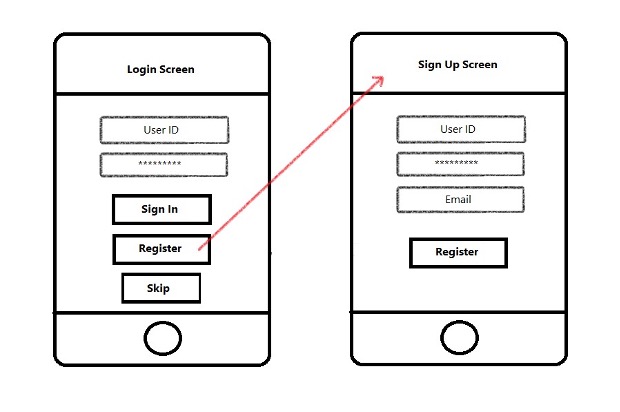 Login Screen
User ID
*********
Sign In
Register
Skip
Sign Up Screen
User ID
*********
Email
Register